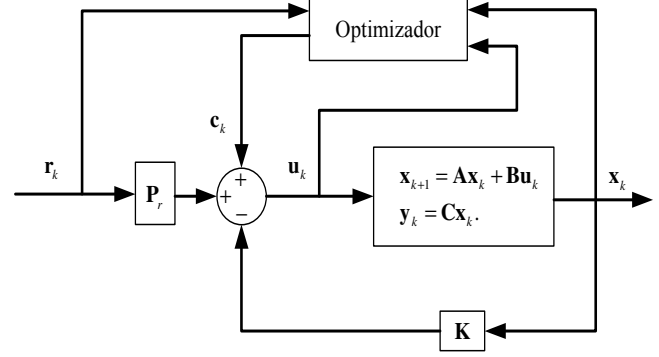 Optimizador
c_k
r_k
P_r
+
+
−
u_k
x_{k+1} = Ax_k + Bu_k
y_k = Cx_k.
x_k
K